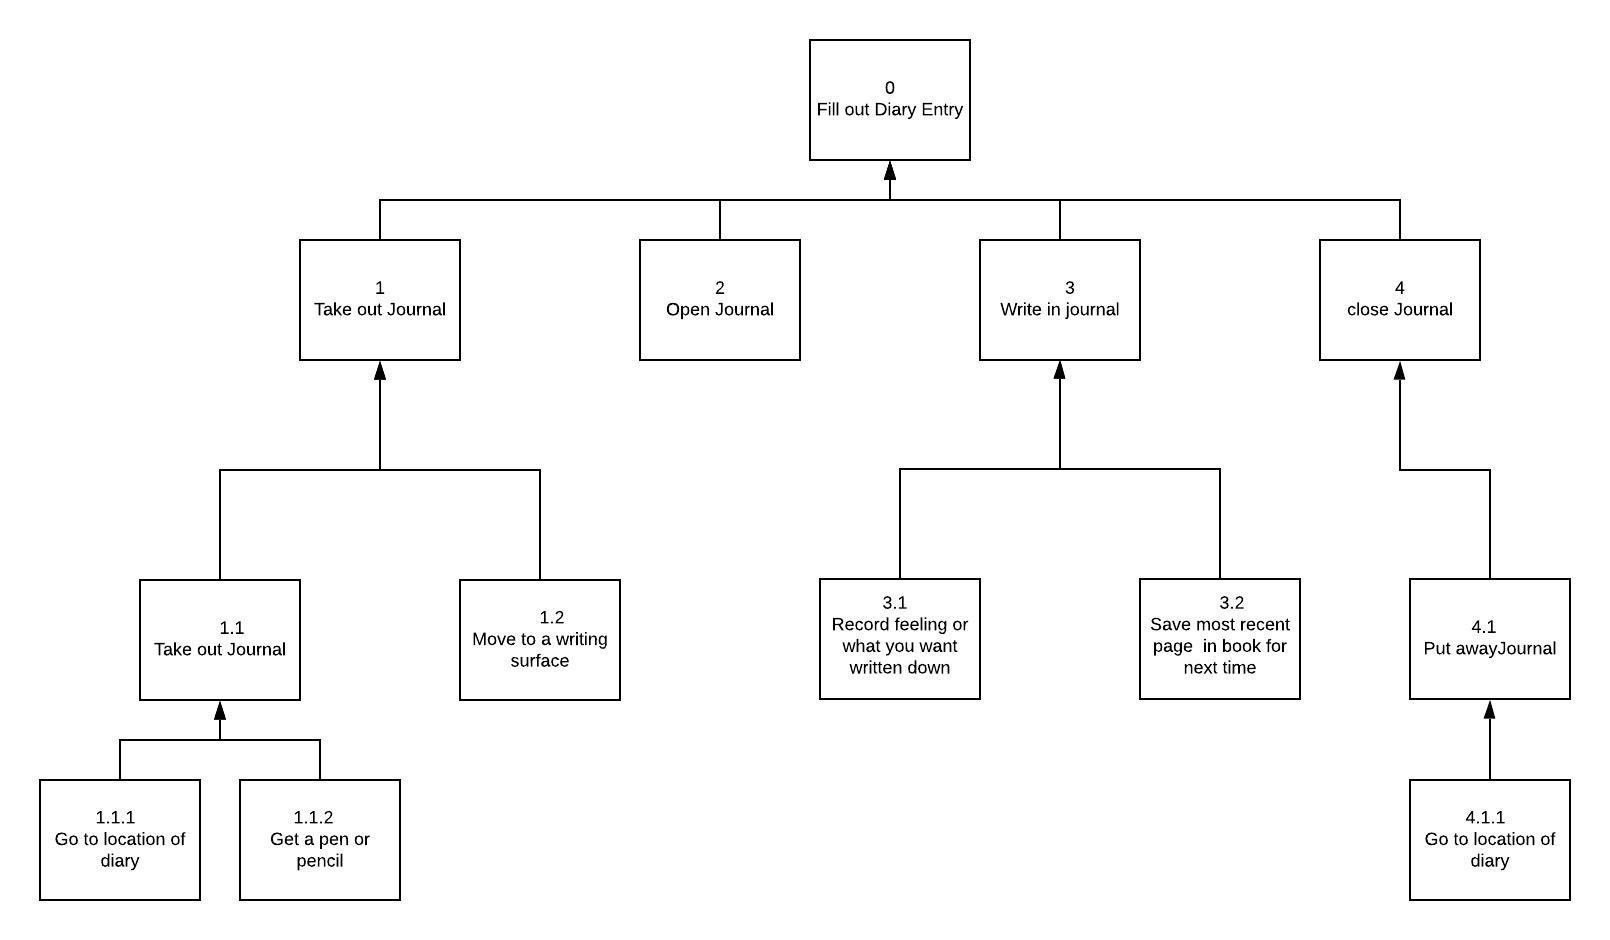 0
Fill out Diary Entry
1
Take out Journal
2
Open Journal
3
Write in journal
4
close Journal
1.1
Take out Journal
1.2
Move to a writing
surface
3.1
Record feeling or
what you want
written down
3.2
Save most recent
page  in book for
next time
4.1
Put awayJournal
1.1.1
Go to location of
diary
1.1.2
Get a pen or
pencil
4.1.1
Go to location of
diary